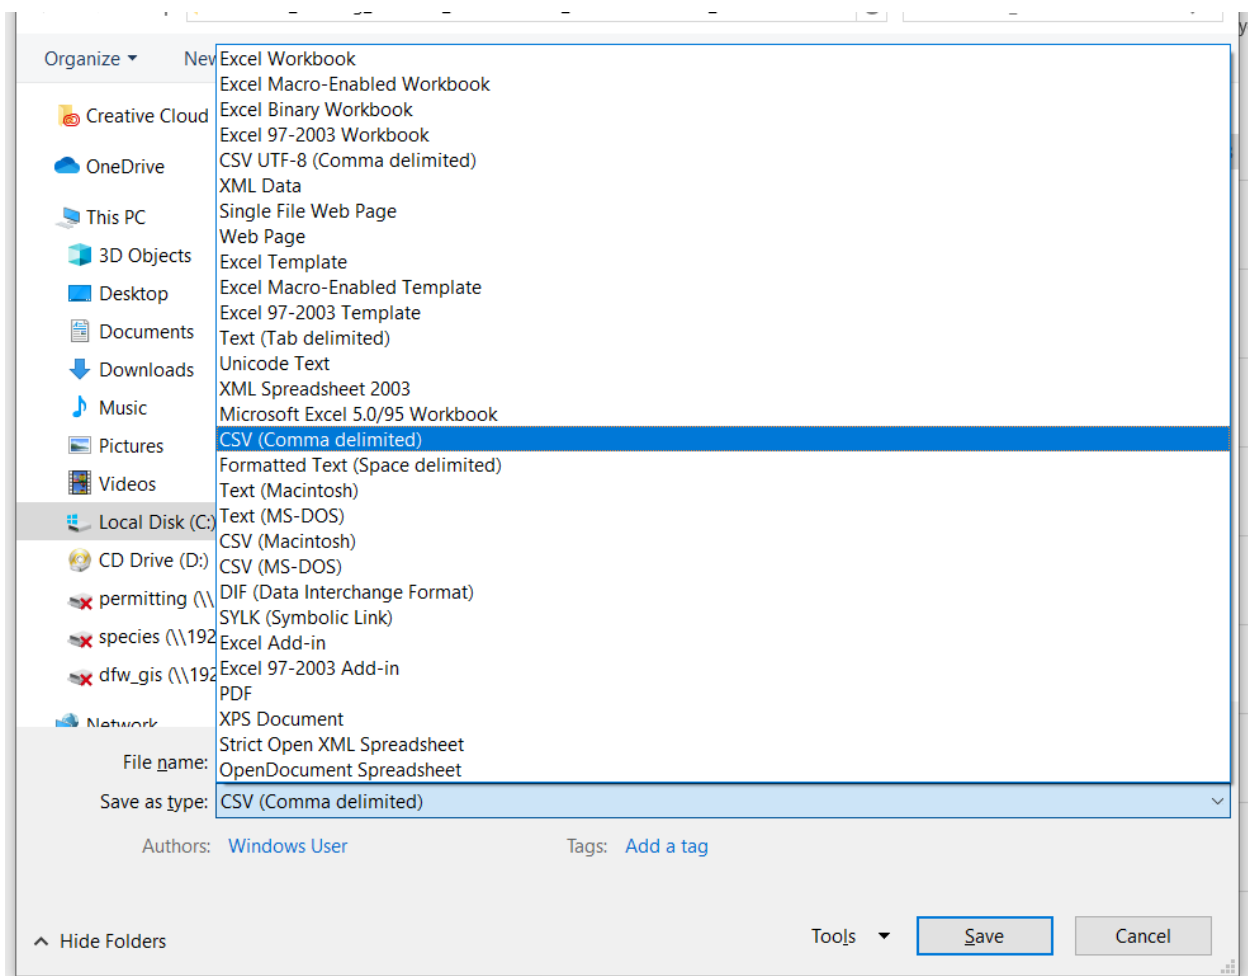 Organize
New
Excel Workbook
Excel Macro-Enabled Workbook
Excel Binary Workbook
Excel 97-2003 Workbook
CSV UTF-8 (Comma delimited)
XML Data
Single File Web Page
Web Page
Excel Template
Excel Macro-Enabled Template
Excel 97-2003 Template
Text (Tab delimited)
Unicode Text
XML Spreadsheet 2003
Microsoft Excel 5.0/95 Workbook
CSV (Comma delimited)
Formatted Text (Space delimited)
Text (Macintosh)
Text (MS-DOS)
CSV (Macintosh)
CSV (MS-DOS)
DIF (Data Interchange Format)
SYLK (Symbolic Link)
Excel Add-in
Excel 97-2003 Add-in
PDF
XPS Document
Strict Open XML Spreadsheet
OpenDocument Spreadsheet
Creative Cloud
OneDrive
This PC
3D Objects
Desktop
Documents
Downloads
Music
Pictures
Videos
Local Disk (C:)
CD Drive (D:)
permitting (\\
species (\\192
dfw_gis (\\192
Network
File name:
Save as type: CSV (Comma delimited)
Authors: Windows User Tags: Add a tag
Hide Folders Tools Save Cancel